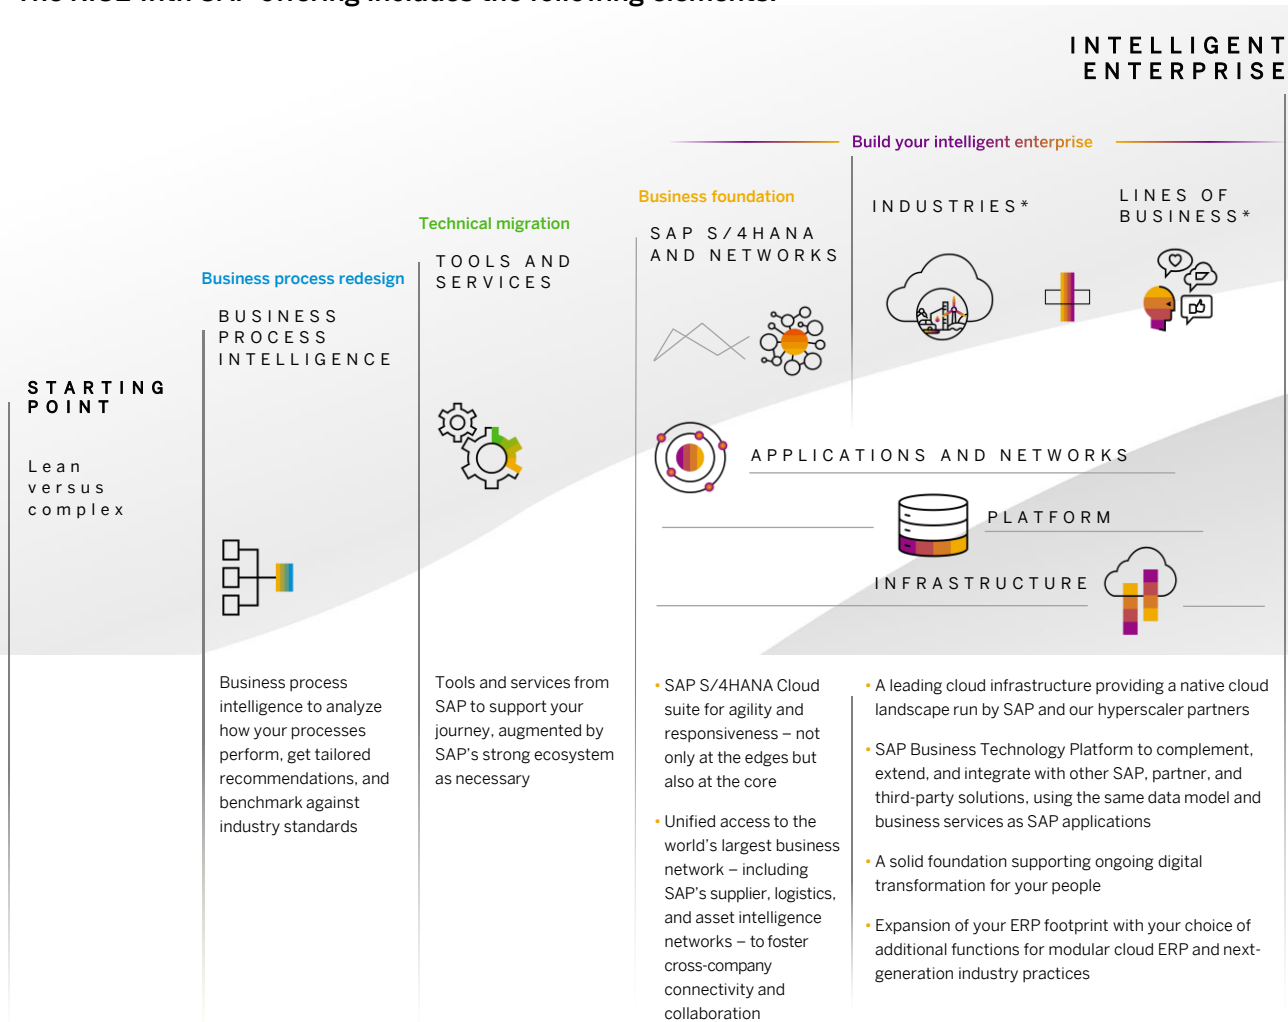 The RISE with SAP offering includes the following elements:
INTELLIGENT
ENTERPRISE
Build your intelligent enterprise
Business foundation
INDUSTRIES*
LINES OF
BUSINESS*
Technical migration
SAP S/4HANA
AND NETWORKS
TOOLS AND
SERVICES
Business process redesign
BUSINESS
PROCESS
INTELLIGENCE
STARTING
POINT
Lean
versus
complex
APPLICATIONS AND NETWORKS
PLATFORM
INFRASTRUCTURE
Business process
intelligence to analyze
how your processes
perform, get tailored
recommendations, and
benchmark against
industry standards
Tools and services from
SAP to support your
journey, augmented by
SAP's strong ecosystem
as necessary
• SAP S/4HANA Cloud
suite for agility and
responsiveness – not
only at the edges but
also at the core
• Unified access to the
world's largest business
network – including
SAP's supplier, logistics,
and asset intelligence
networks – to foster
cross-company
connectivity and
collaboration
• A leading cloud infrastructure providing a native cloud
landscape run by SAP and our hyperscaler partners
• SAP Business Technology Platform to complement,
extend, and integrate with other SAP, partner, and
third-party solutions, using the same data model and
business services as SAP applications
• A solid foundation supporting ongoing digital
transformation for your people
• Expansion of your ERP footprint with your choice of
additional functions for modular cloud ERP and next-
generation industry practices